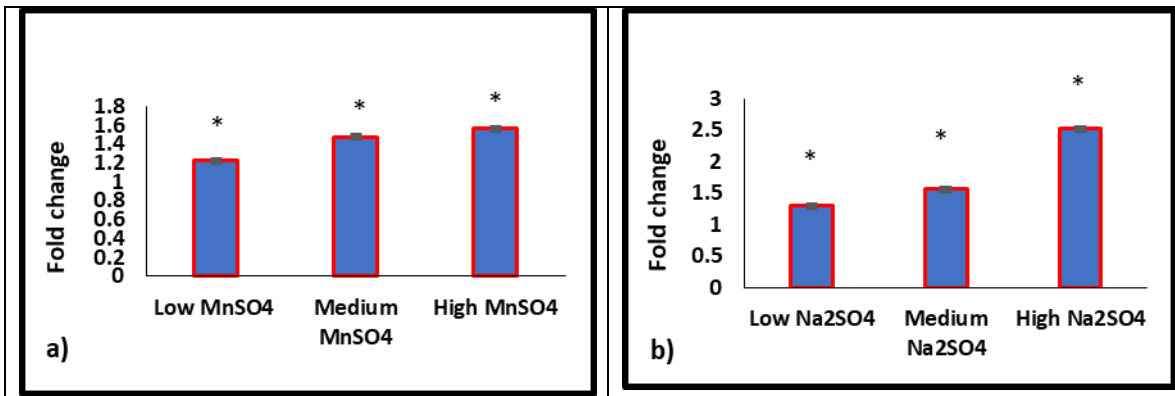 *
*
*
1.8
1.6
1.4
1.2
1
0.8
0.6
0.4
0.2
0
Fold change
Low MnSO4
Medium
MnSO4
High MnSO4
a)
*
*
*
3
2.5
2
1.5
1
0.5
0
Fold change
Low Na2SO4
Medium
Na2SO4
High Na2SO4
b)